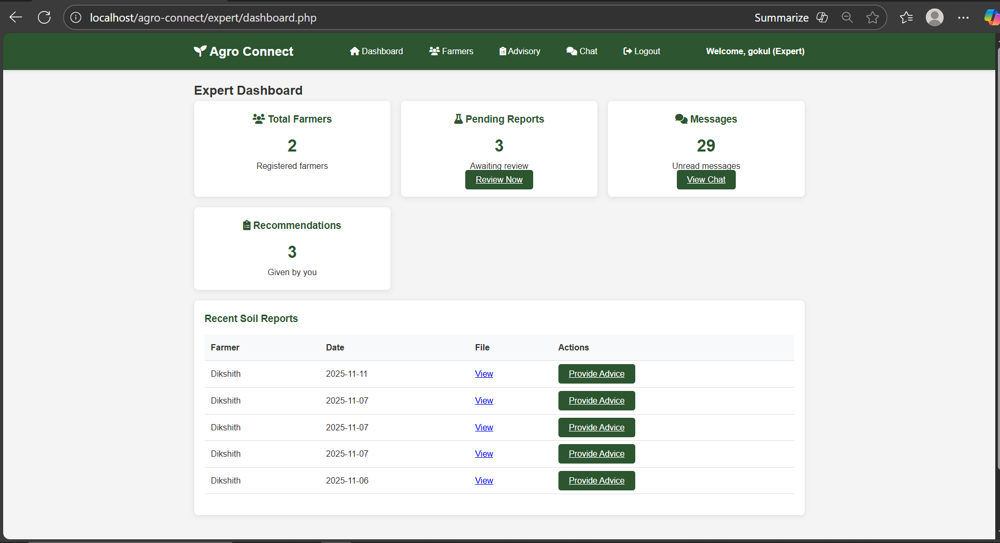 localhost/agro-connect/expert/dashboard.php
Summarize
Agro Connect
Dashboard
Farmers
Advisory
Chat
Logout
Welcome, gokul (Expert)
Expert Dashboard
Total Farmers
2
Registered farmers
Pending Reports
3
Awaiting review
Review Now
Messages
29
Unread messages
View Chat
Recommendations
3
Given by you
Recent Soil Reports
Farmer Date File Actions
Dikshith 2025-11-11 View Provide Advice
Dikshith 2025-11-07 View Provide Advice
Dikshith 2025-11-07 View Provide Advice
Dikshith 2025-11-07 View Provide Advice
Dikshith 2025-11-06 View Provide Advice